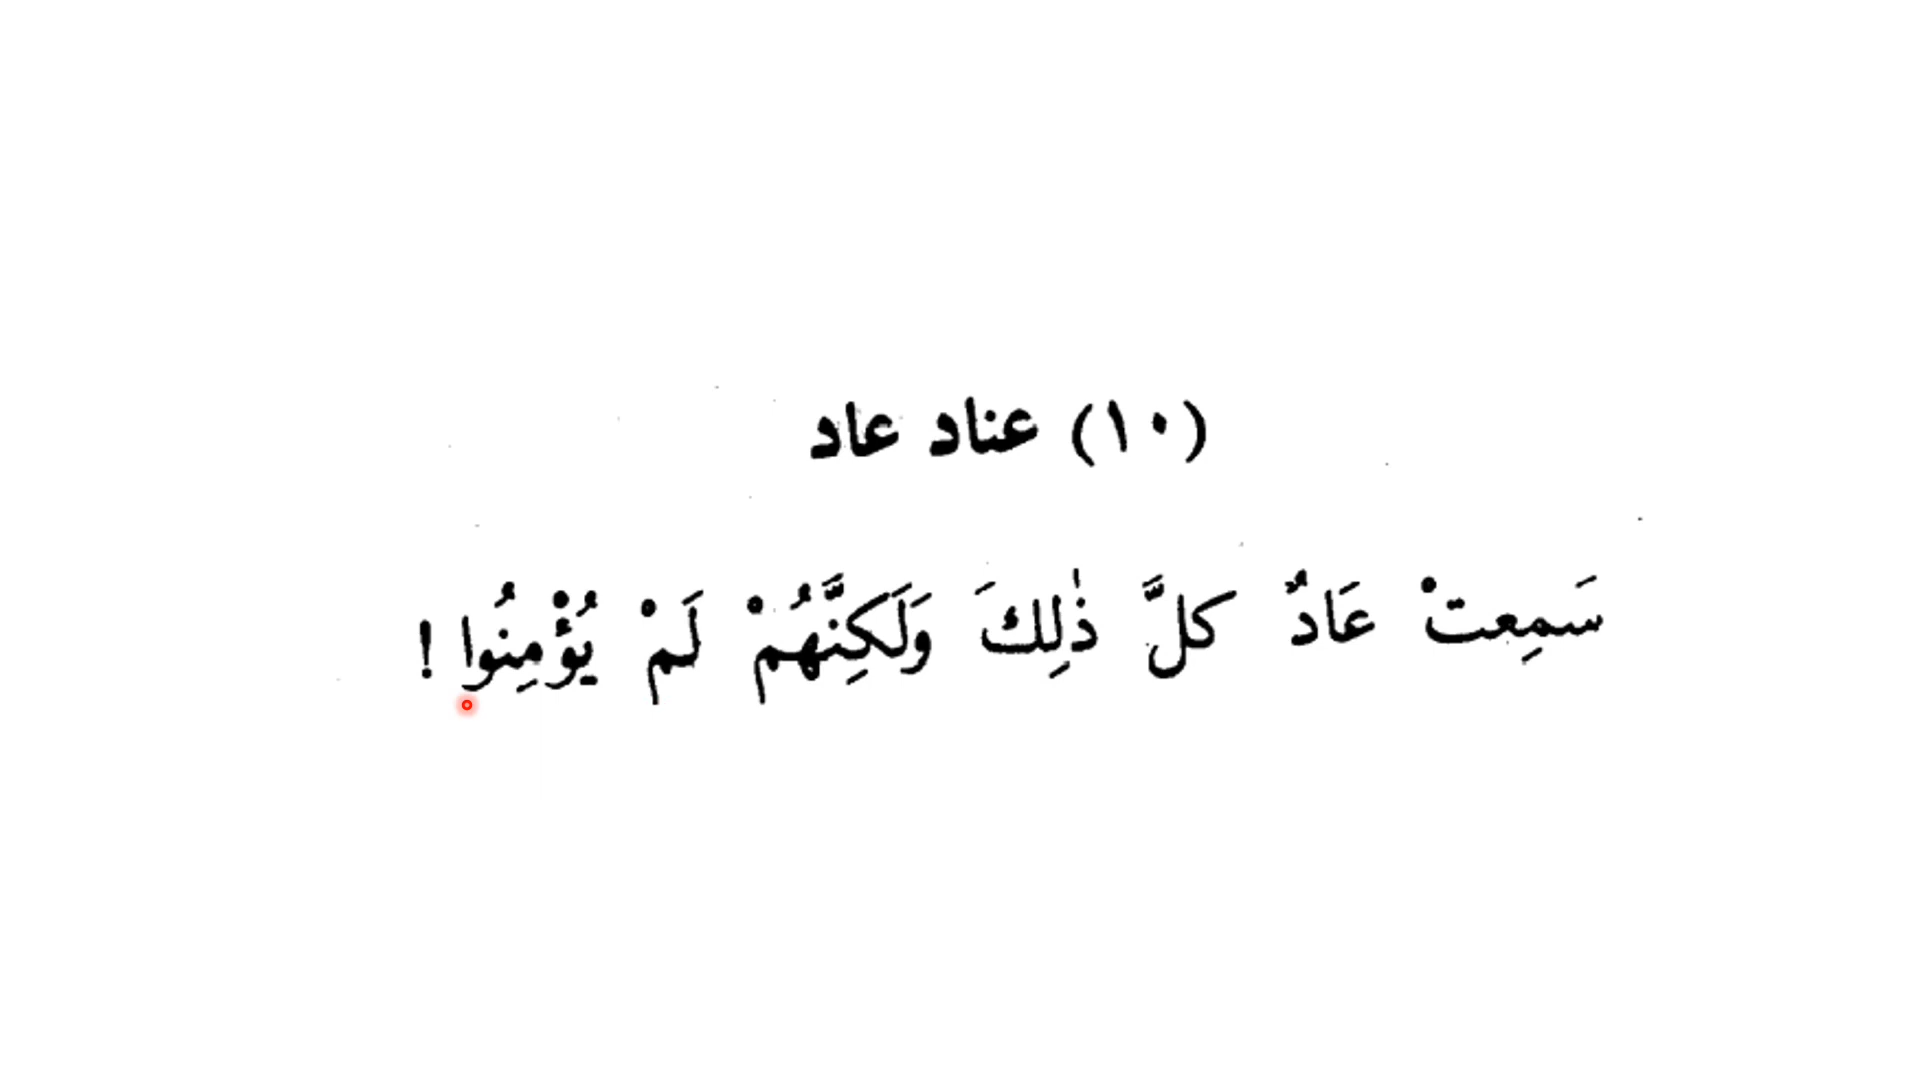 (١٠) عناد عاد
سَمِعتْ عَادٌ كلَّ ذٰلِكَ وَلَكِنَّهُمْ لَمْ يُؤْمِنُوا !